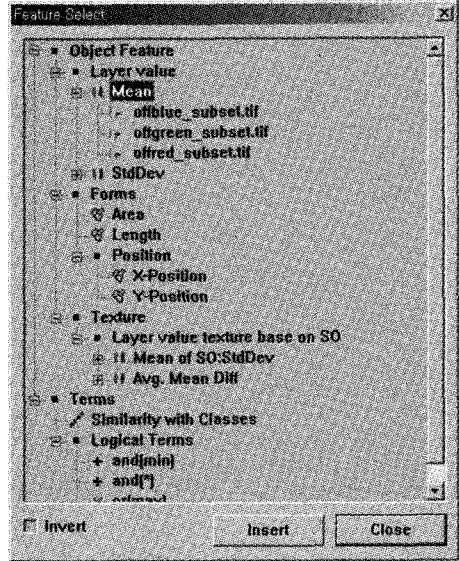 Feature Select
Object Feature
Layer value
Mean
offblue_subset.tif
offgreen_subset.tif
offred_subset.tif
StdDev
Forms
Area
Length
Position
X-Position
Y-Position
Texture
Layer value texture base on SO
Mean of SO:StdDev
Avg. Mean Diff
Terms
Similarity with Classes
Logical Terms
and(min)
and(*)
or(max)
Invert
Insert
Close